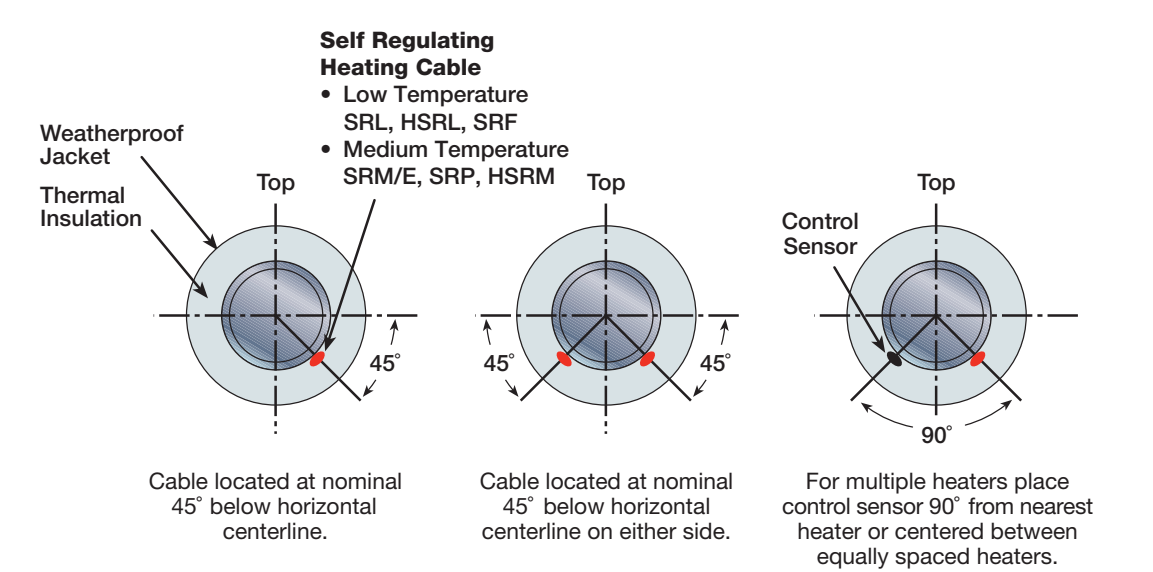 Self Regulating
Heating Cable
• Low Temperature
SRL, HSRL, SRF
• Medium Temperature
SRM/E, SRP, HSRM
Weatherproof
Jacket
Thermal
Insulation
Top
45°
Cable located at nominal
45° below horizontal
centerline.
Top
45°
45°
Cable located at nominal
45° below horizontal
centerline on either side.
Top
Control
Sensor
90°
For multiple heaters place
control sensor 90° from nearest
heater or centered between
equally spaced heaters.